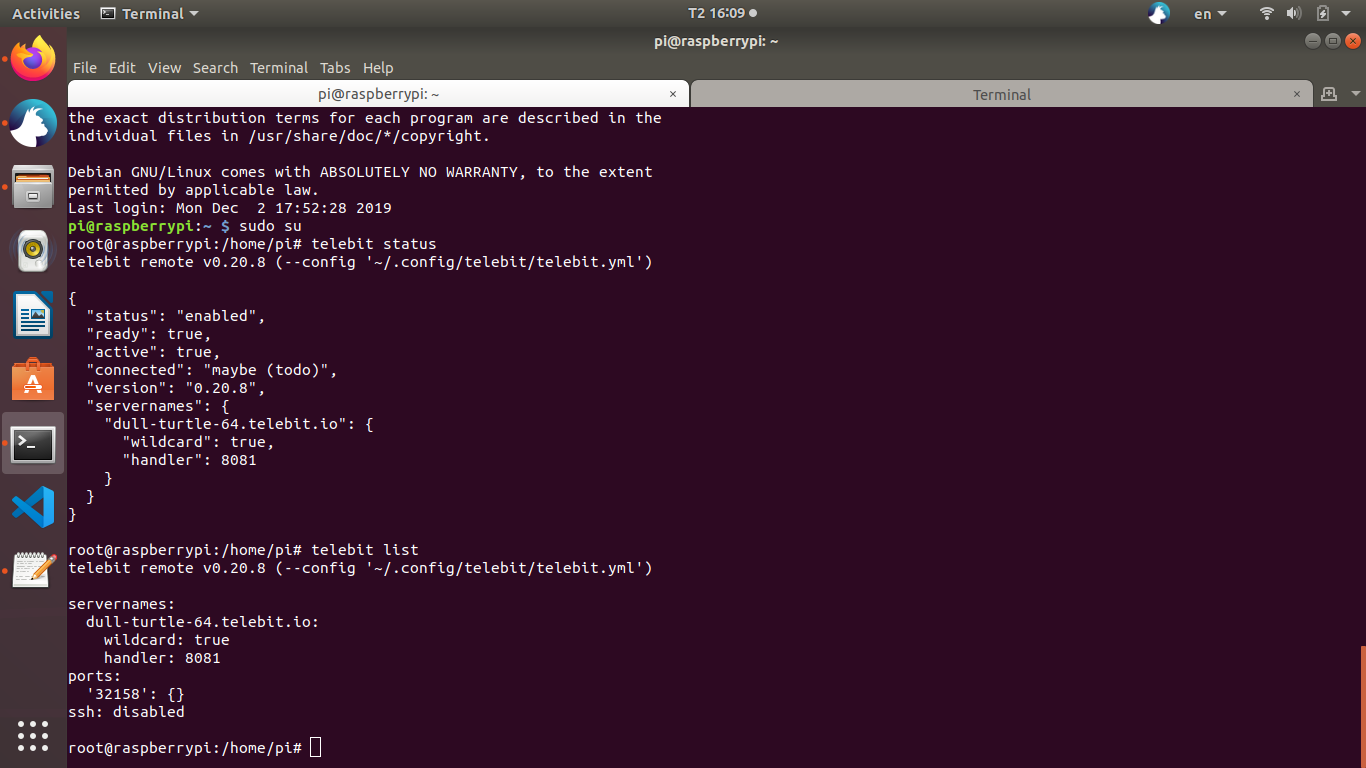 Activities Terminal T2 16:09 en
pi@raspberrypi: ~
File Edit View Search Terminal Tabs Help
pi@raspberrypi: ~ × Terminal ×
the exact distribution terms for each program are described in the
individual files in /usr/share/doc/*/copyright.

Debian GNU/Linux comes with ABSOLUTELY NO WARRANTY, to the extent
permitted by applicable law.
Last login: Mon Dec  2 17:52:28 2019
pi@raspberrypi:~ $ sudo su
root@raspberrypi:/home/pi# telebit status
telebit remote v0.20.8 (--config '~/.config/telebit/telebit.yml')

{
  "status": "enabled",
  "ready": true,
  "active": true,
  "connected": "maybe (todo)",
  "version": "0.20.8",
  "servernames": {
    "dull-turtle-64.telebit.io": {
      "wildcard": true,
      "handler": 8081
    }
  }
}

root@raspberrypi:/home/pi# telebit list
telebit remote v0.20.8 (--config '~/.config/telebit/telebit.yml')

servernames:
  dull-turtle-64.telebit.io:
    wildcard: true
    handler: 8081
ports:
  '32158': {}
ssh: disabled

root@raspberrypi:/home/pi#